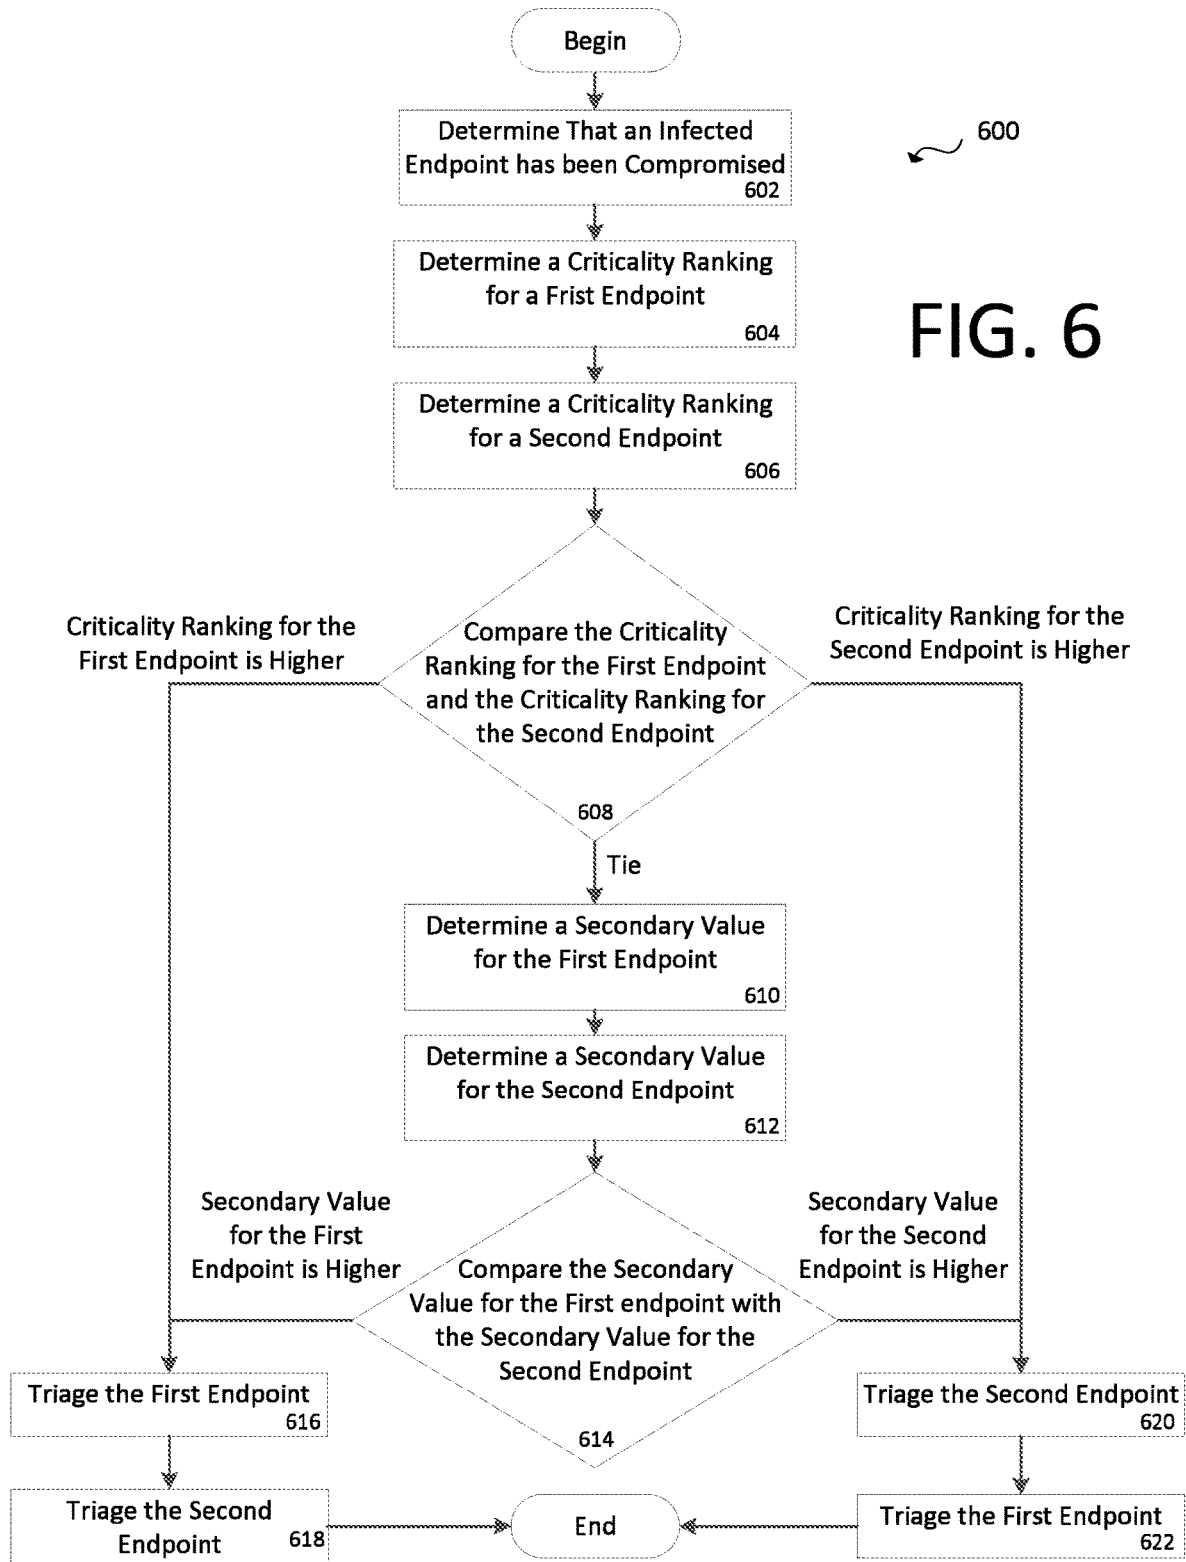 Begin
Determine That an Infected
Endpoint has been Compromised
602
600
Determine a Criticality Ranking
for a Frist Endpoint
604
FIG. 6
Determine a Criticality Ranking
for a Second Endpoint
606
Criticality Ranking for the
First Endpoint is Higher
Compare the Criticality
Ranking for the First Endpoint
and the Criticality Ranking for
the Second Endpoint
608
Criticality Ranking for the
Second Endpoint is Higher
Tie
Determine a Secondary Value
for the First Endpoint
610
Determine a Secondary Value
for the Second Endpoint
612
Secondary Value
for the First
Endpoint is Higher
Compare the Secondary
Value for the First endpoint with
the Secondary Value for the
Second Endpoint
614
Secondary Value
for the Second
Endpoint is Higher
Triage the First Endpoint
616
Triage the Second Endpoint
620
Triage the Second
Endpoint
618
End
Triage the First Endpoint
622